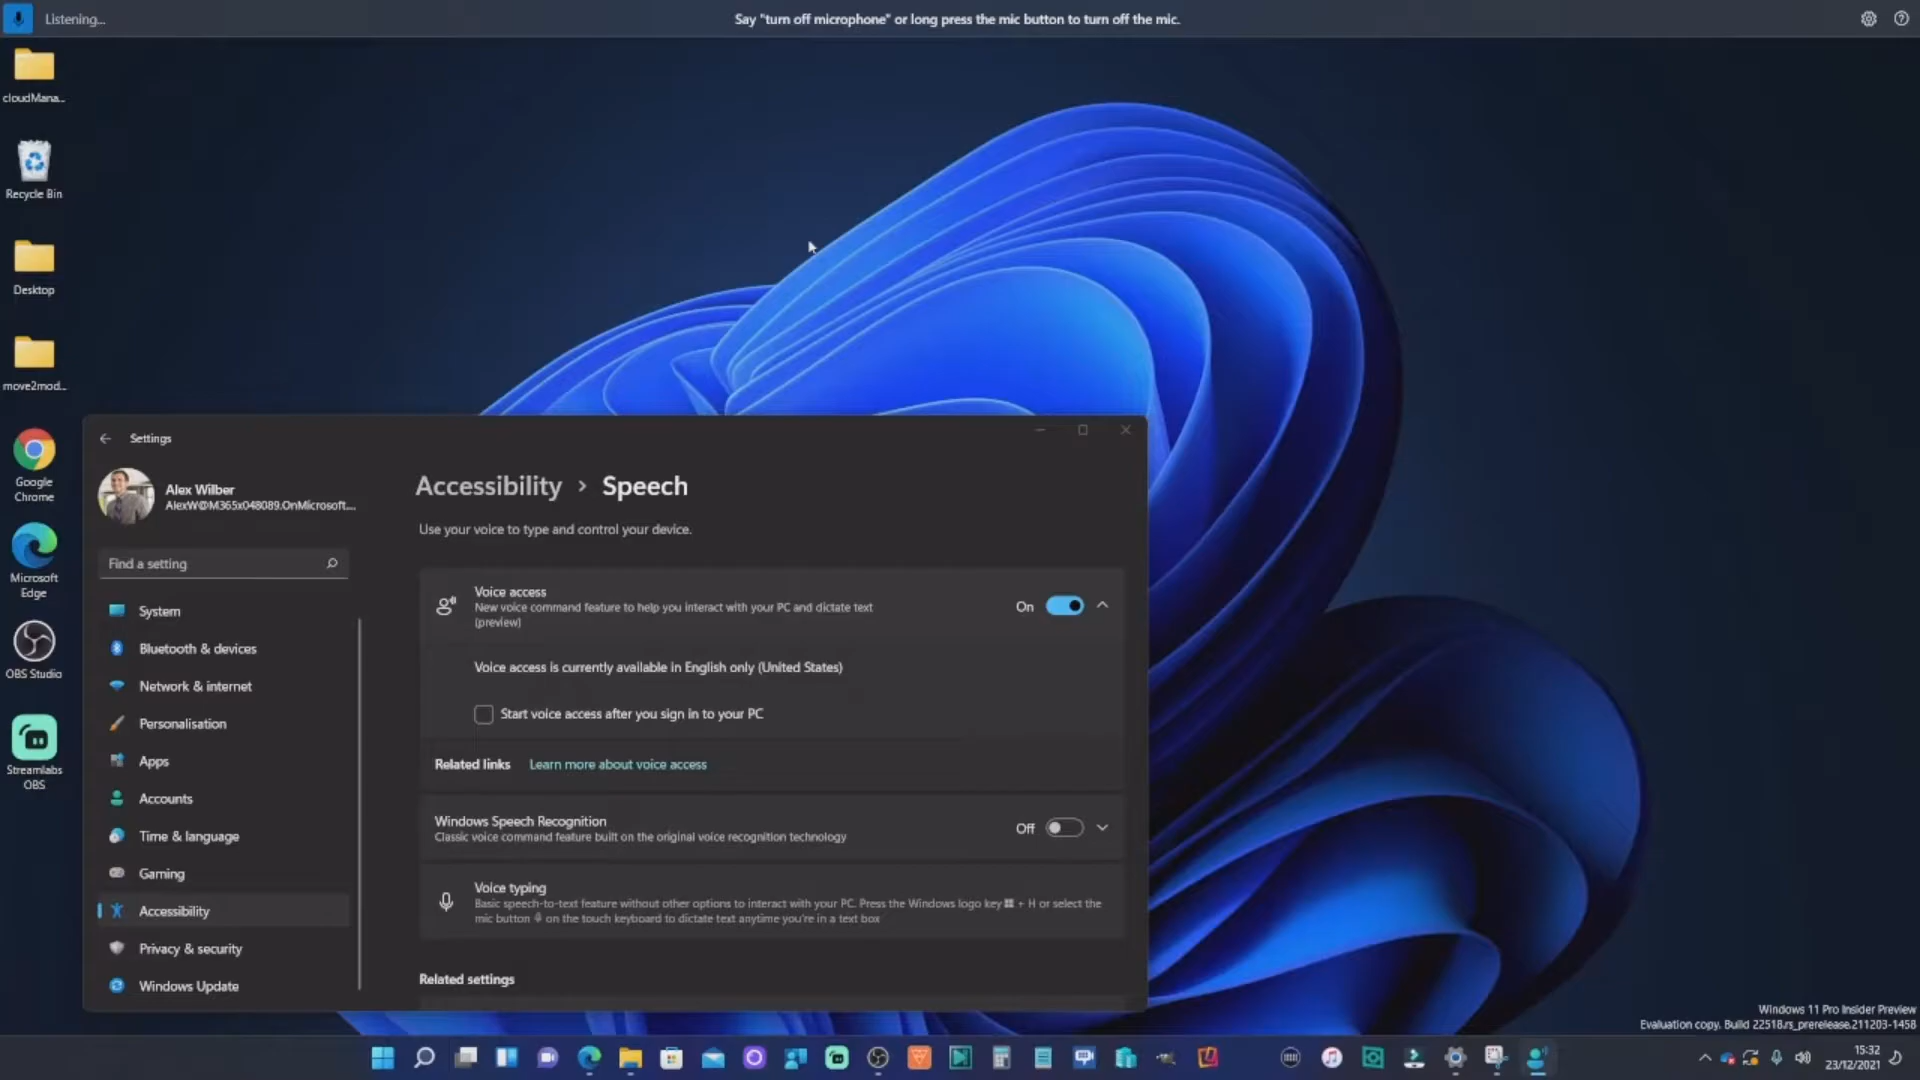 Listening...
Say "turn off microphone" or long press the mic button to turn off the mic.
cloudMana...
Recycle Bin
Desktop
move2mod...
Google
Chrome
Microsoft
Edge
OBS Studio
Streamlabs
OBS
Settings
Alex Wilber
AlexW@M365x048089.OnMicrosoft....
Find a setting
System
Bluetooth & devices
Network & internet
Personalisation
Apps
Accounts
Time & language
Gaming
Accessibility
Privacy & security
Windows Update
Accessibility > Speech
Use your voice to type and control your device.
Voice access
New voice command feature to help you interact with your PC and dictate text
(preview)
On
Voice access is currently available in English only (United States)
Start voice access after you sign in to your PC
Related links Learn more about voice access
Windows Speech Recognition
Classic voice command feature built on the original voice recognition technology
Off
Voice typing
Basic speech-to-text feature without other options to interact with your PC. Press the Windows logo key + H or select the
mic button on the touch keyboard to dictate text anytime you're in a text box
Related settings
Windows 11 Pro Insider Preview
Evaluation copy. Build 22518.rs_prerelease.211203-1458
15:32
23/12/2021